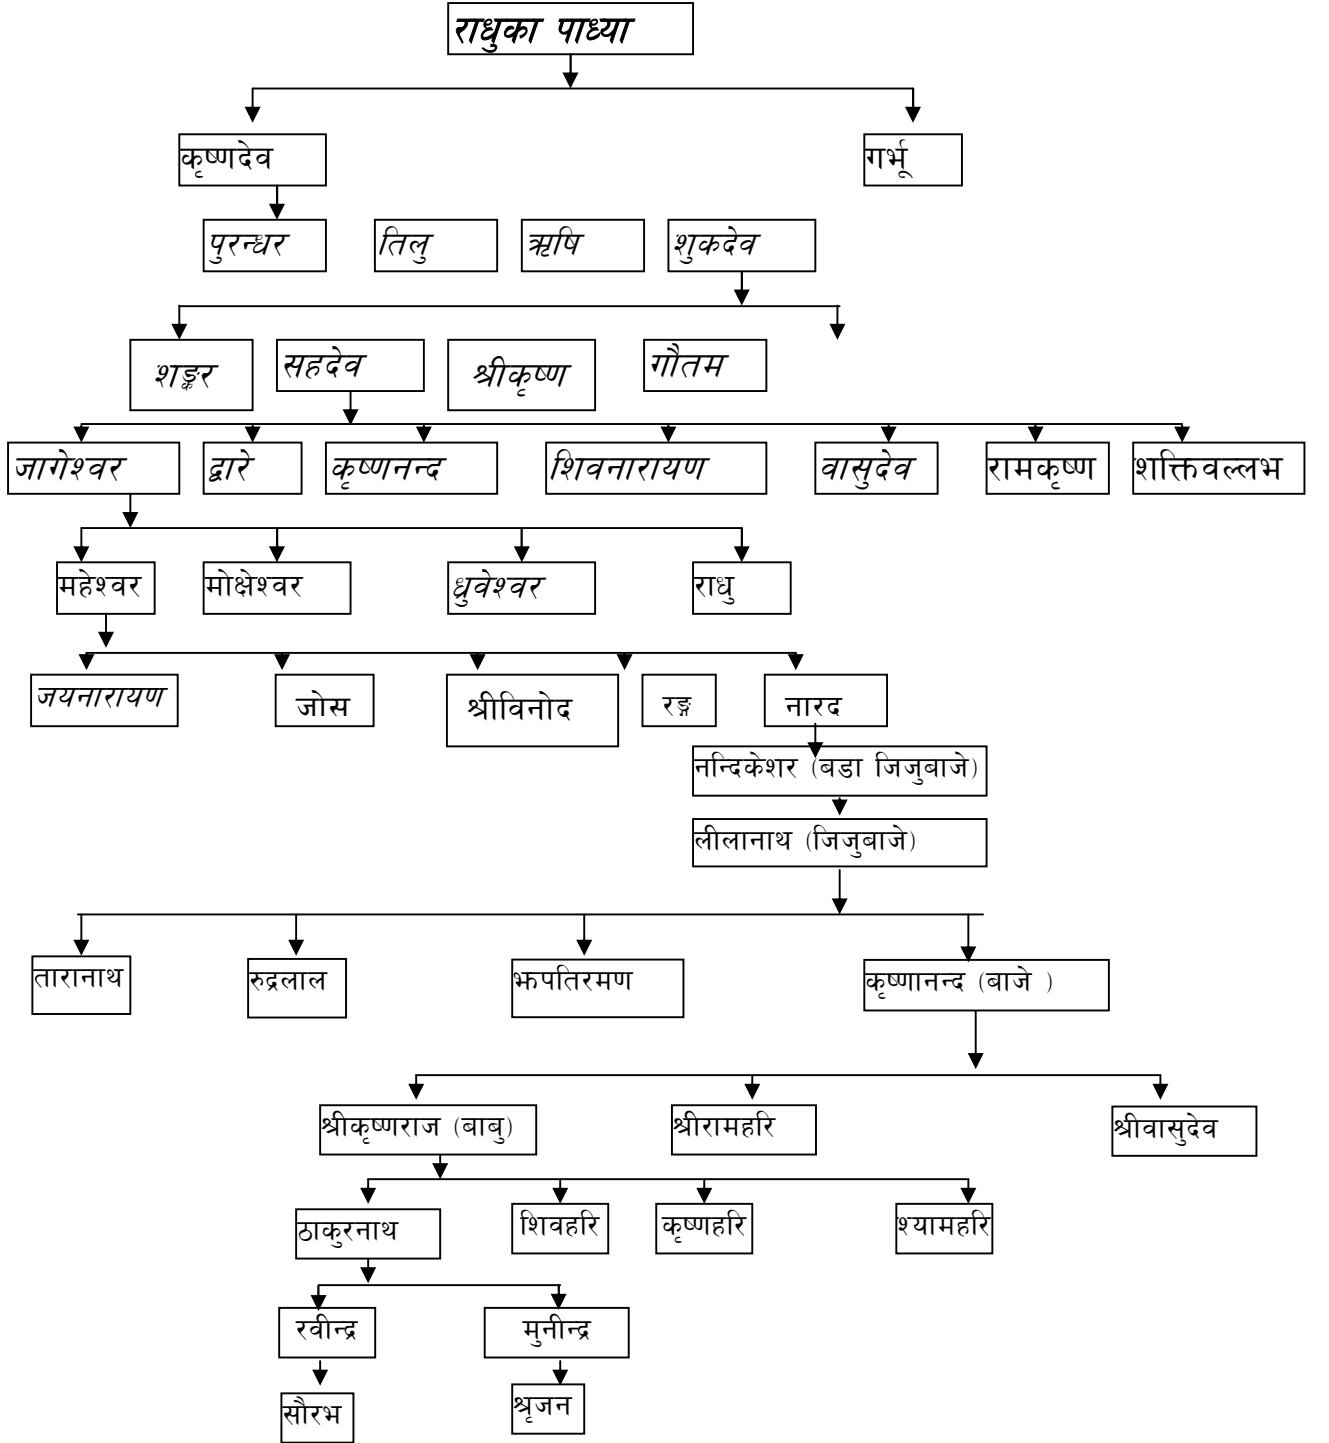 राधुका पाध्या
कृष्णदेव
गर्भू
पुरन्धर
तिलु
ऋषि
शुकदेव
शङ्कर
सहदेव
श्रीकृष्ण
गौतम
जागेश्वर
द्वारे
कृष्णनन्द
शिवनारायण
वासुदेव
रामकृष्ण
शक्तिवल्लभ
महेश्वर
मोक्षेश्वर
ध्रुवेश्वर
राधु
जयनारायण
जोस
श्रीविनोद
रङ्ग
नारद
नन्दिकेशर (बडा जिजुबाजे)
लीलानाथ (जिजुबाजे)
तारानाथ
रुद्रलाल
झपतिरमण
कृष्णानन्द (बाजे )
श्रीकृष्णराज (बाबु)
श्रीरामहरि
श्रीवासुदेव
ठाकुरनाथ
शिवहरि
कृष्णहरि
श्यामहरि
रवीन्द्र
मुनीन्द्र
सौरभ
श्रृजन